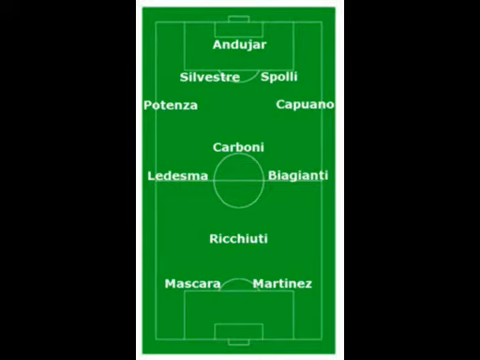 Andujar
Silvestre Spolli
Potenza Capuano
Carboni
Ledesma Biagianti
Ricchiuti
Mascara Martinez